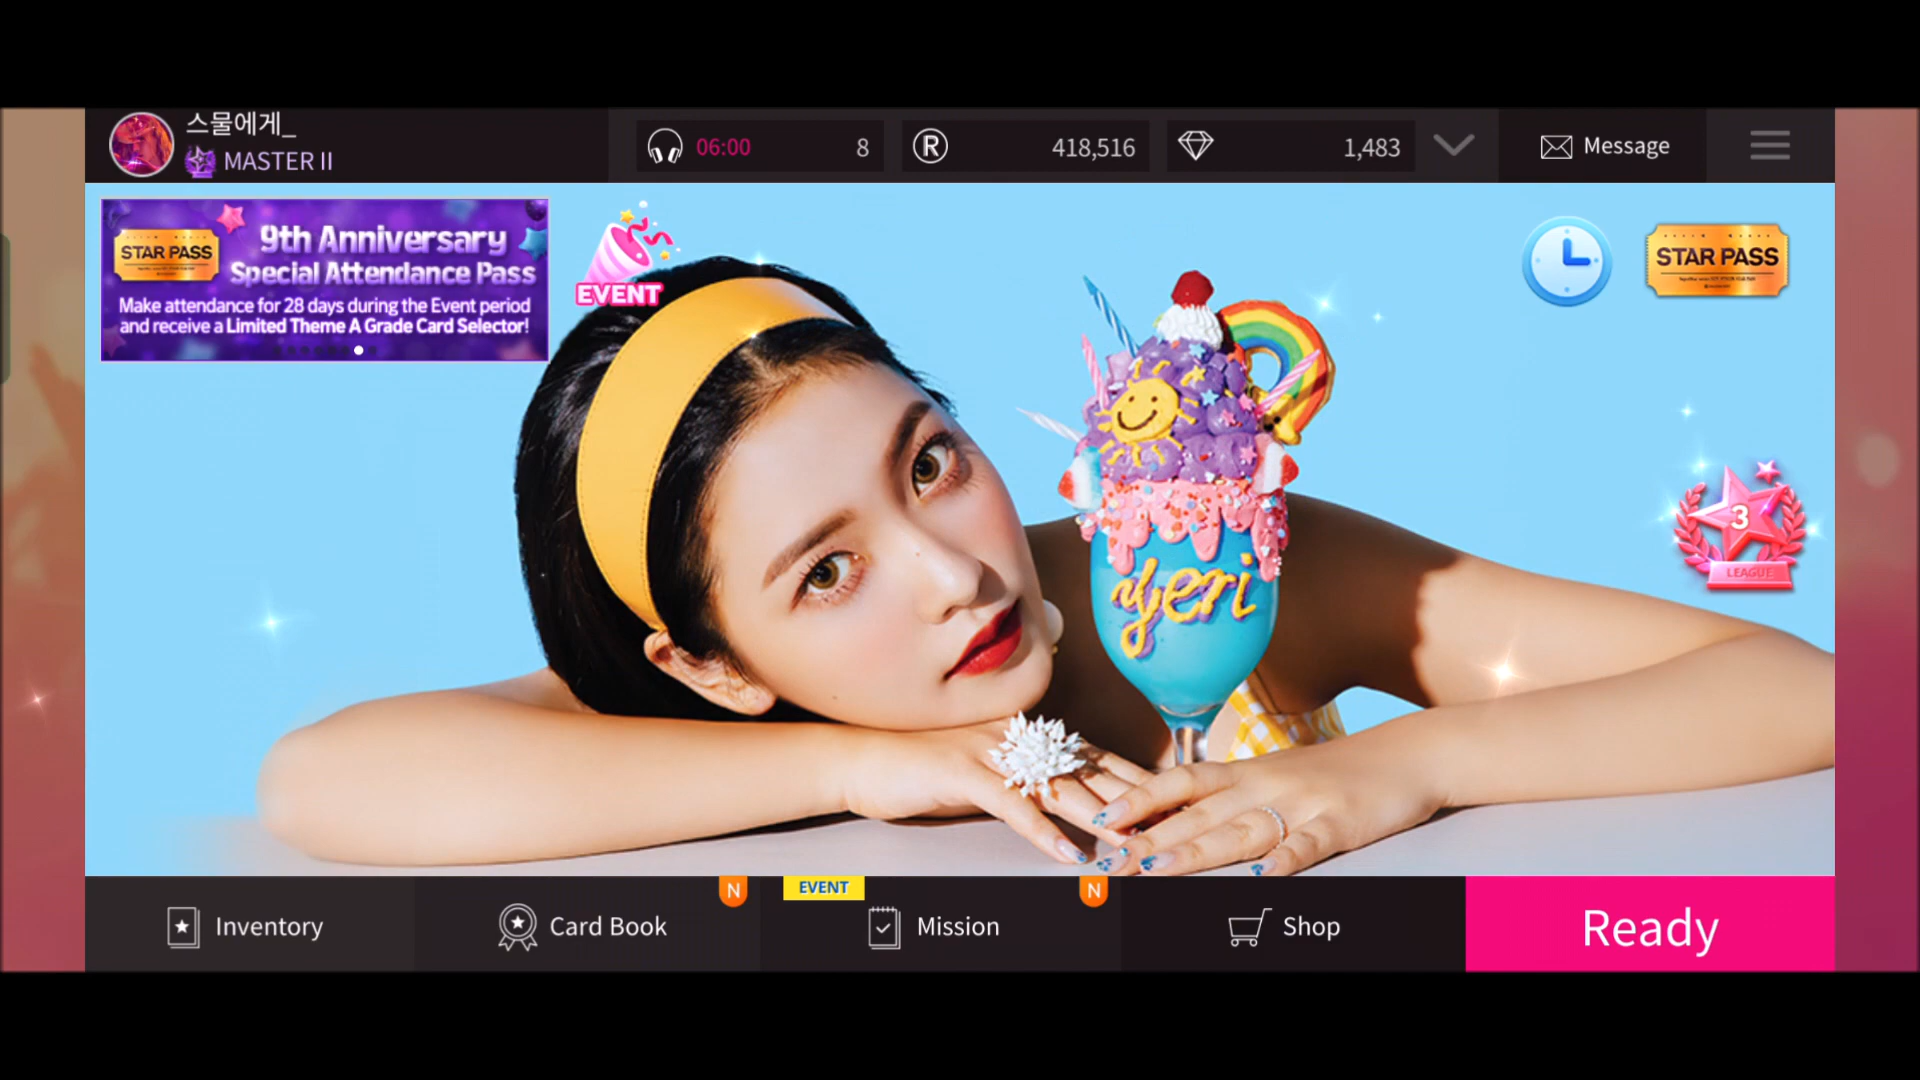 스물에게_
MASTER II
06:00
8
R
418,516
1,483
Message
STAR PASS
9th Anniversary
Special Attendance Pass
Make attendance for 28 days during the Event period
and receive a Limited Theme A Grade Card Selector!
EVENT
STAR PASS
3
LEAGUE
yeri
Inventory
Card Book
N
EVENT
Mission
N
Shop
Ready